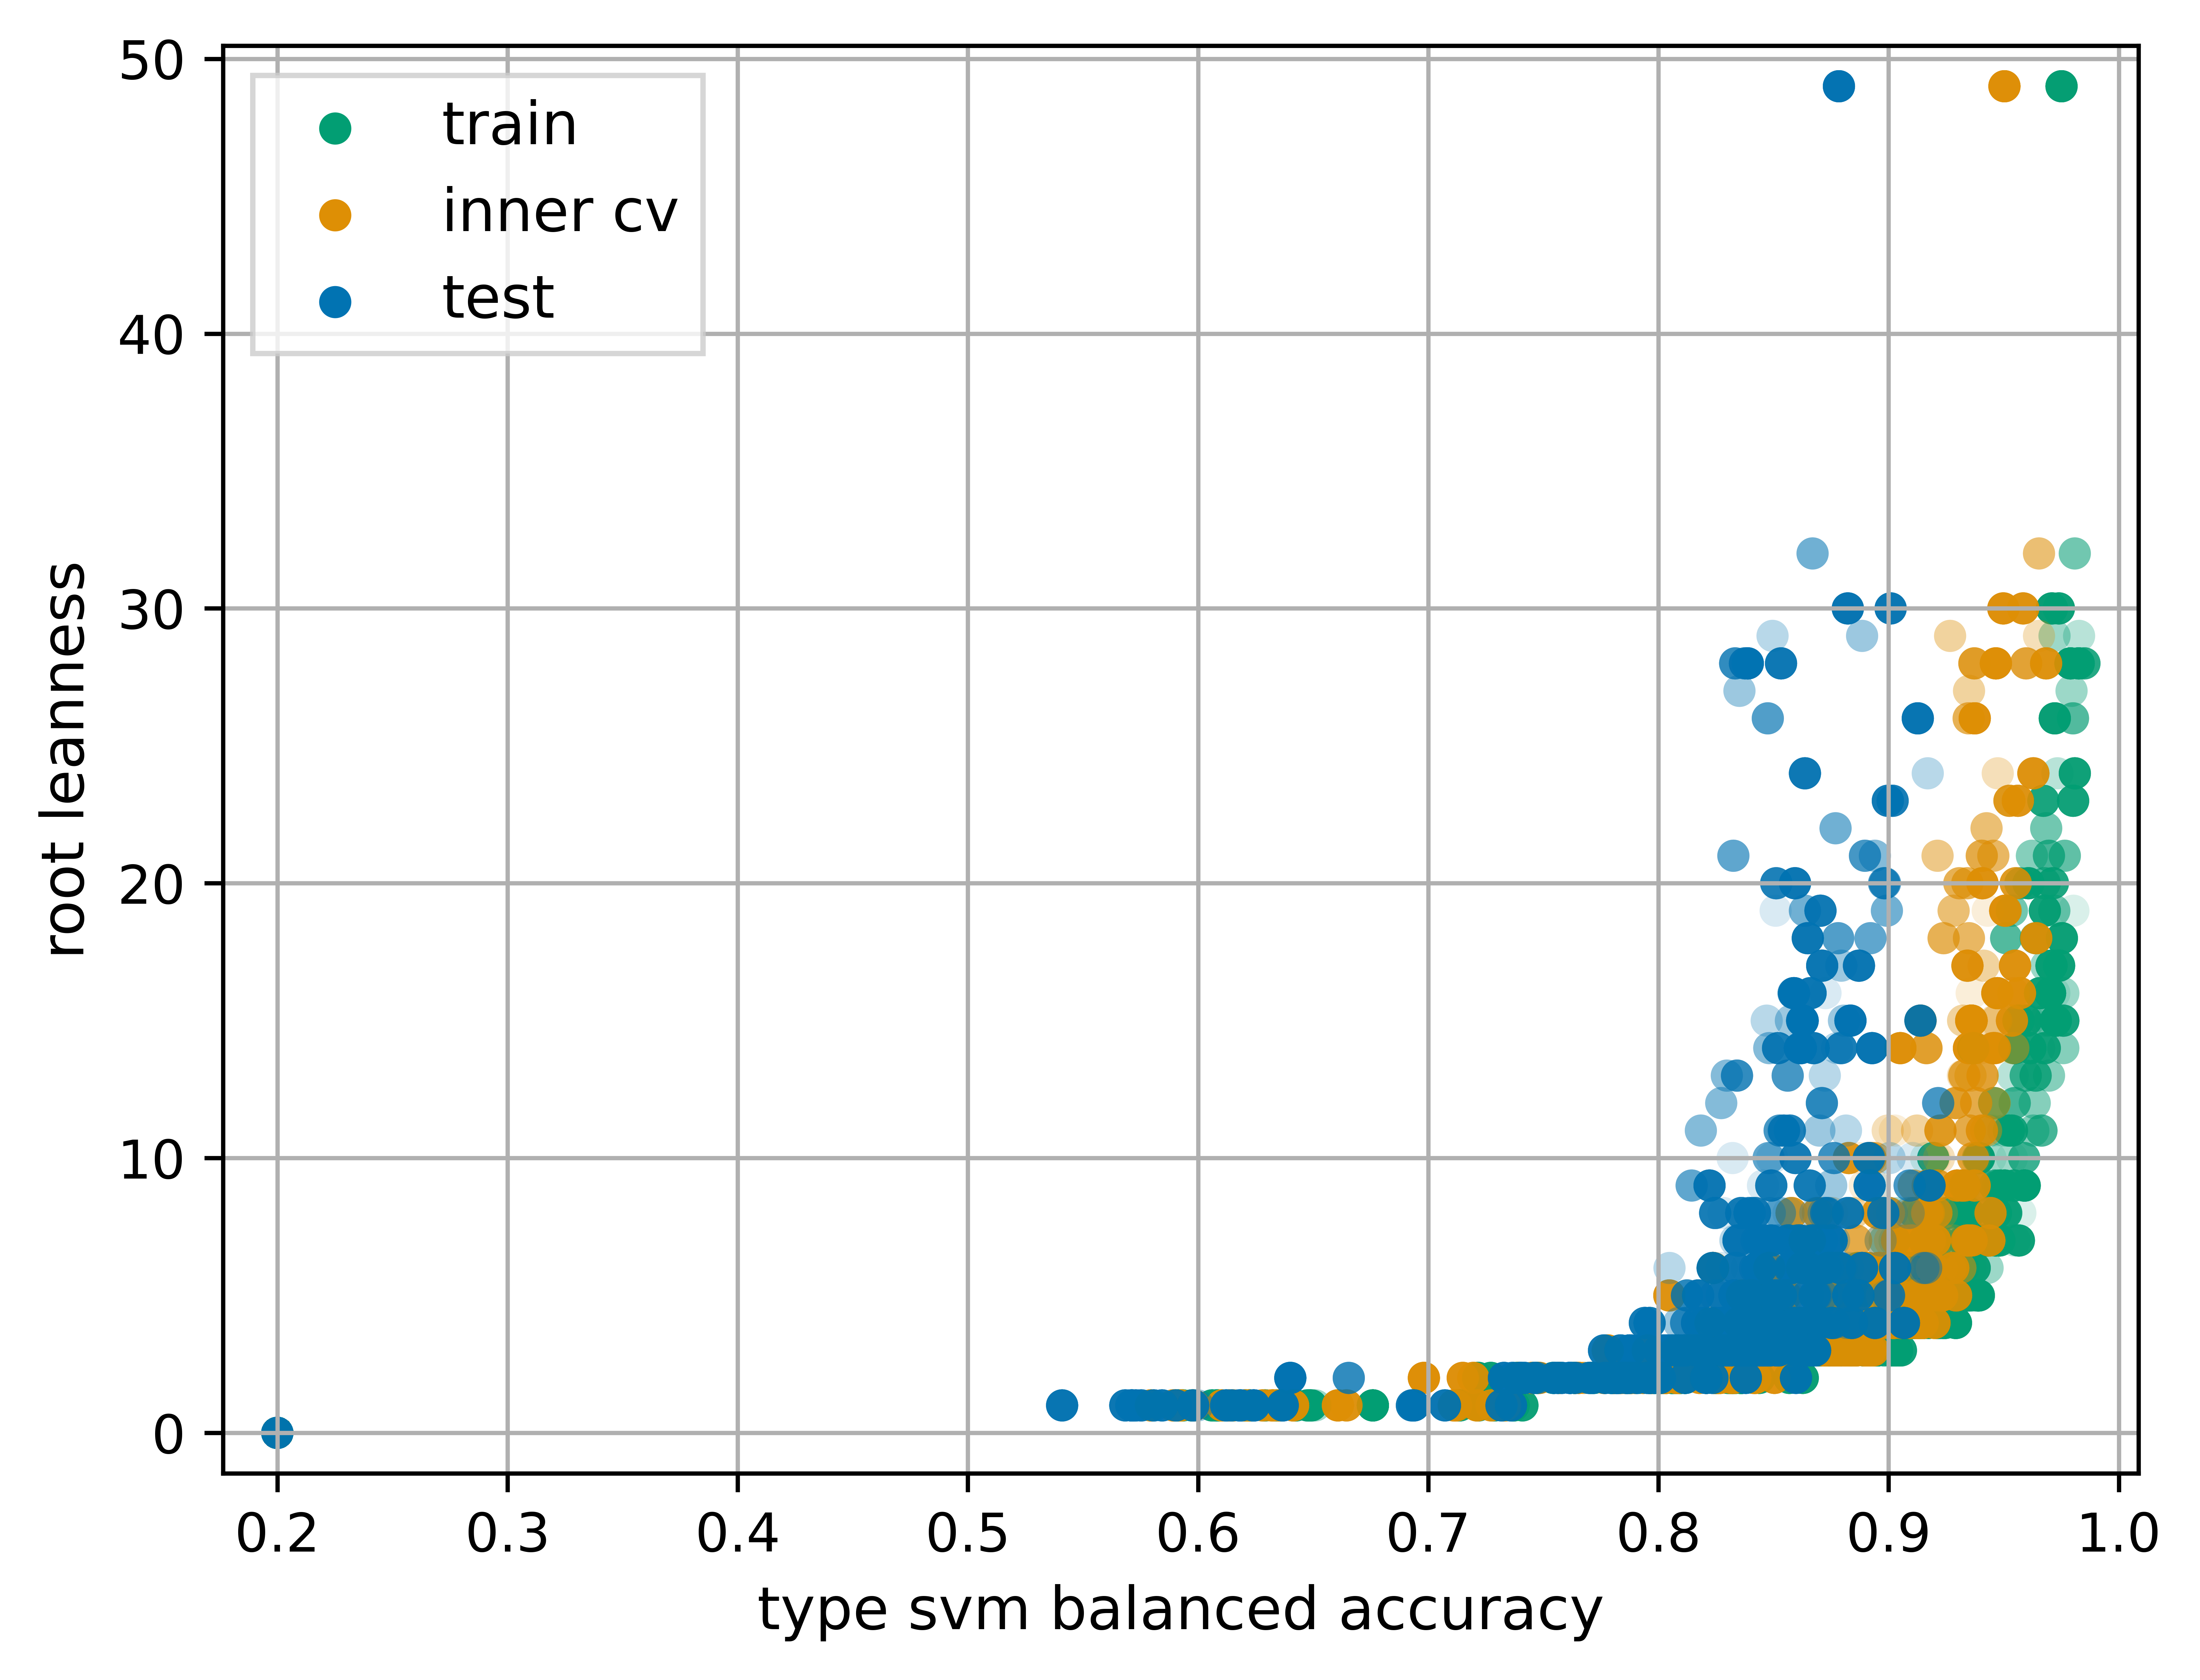 50
40
30
20
10
0
root leanness
train
inner cv
test
0.2 0.3 0.4 0.5 0.6 0.7 0.8 0.9 1.0
type svm balanced accuracy